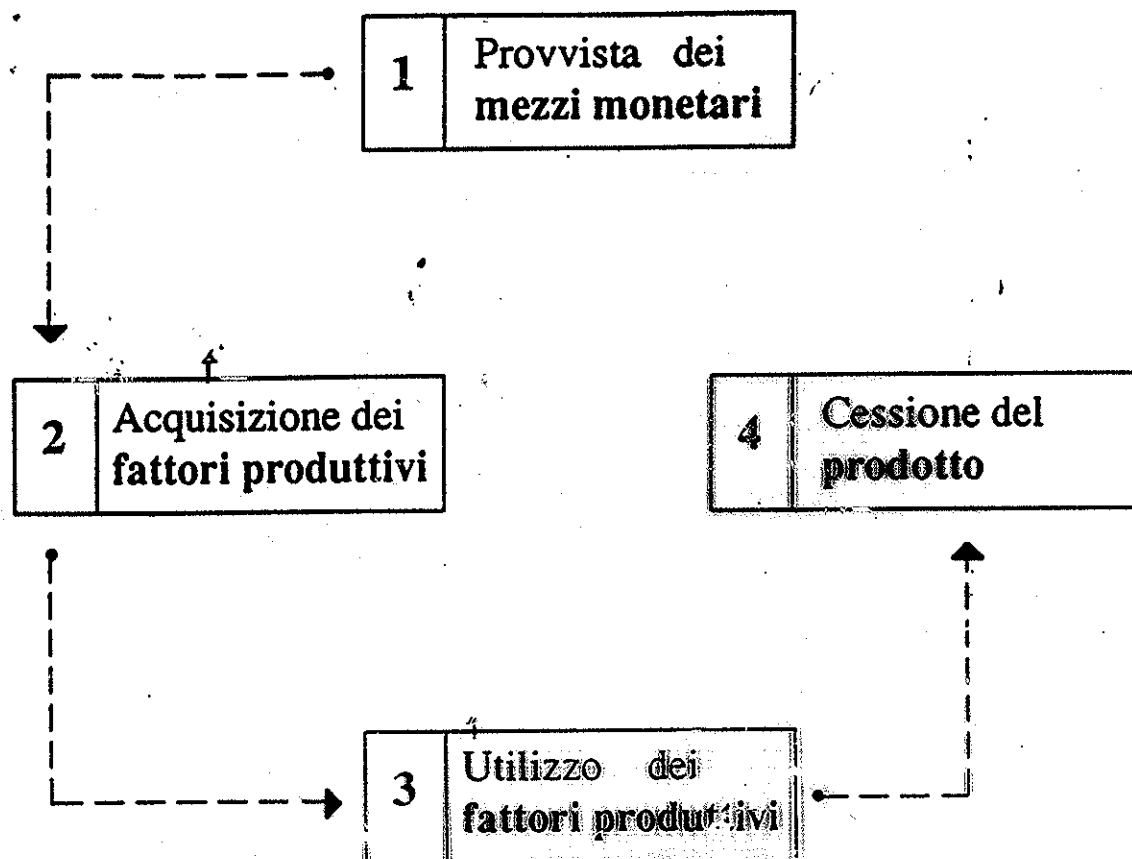 1
Provvista dei
mezzi monetari
2
Acquisizione dei
fattori produttivi
4
Cessione del
prodotto
3
Utilizzo dei
fattori produttivi